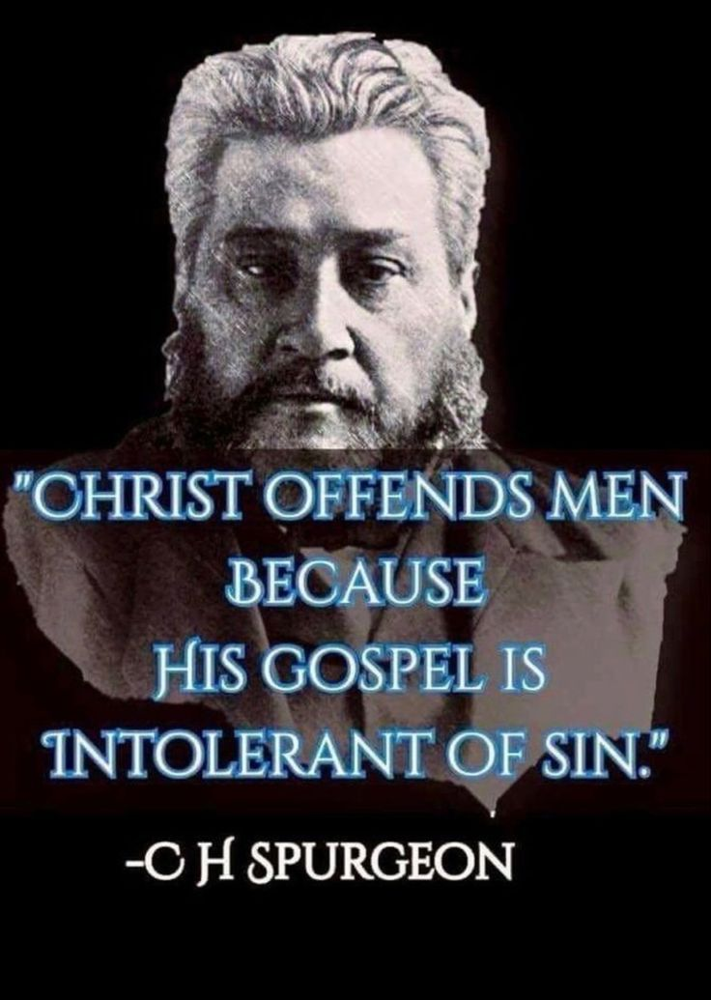 "CHRIST OFFENDS MEN
BECAUSE
HIS GOSPEL IS
INTOLERANT OF SIN."
-C H SPURGEON